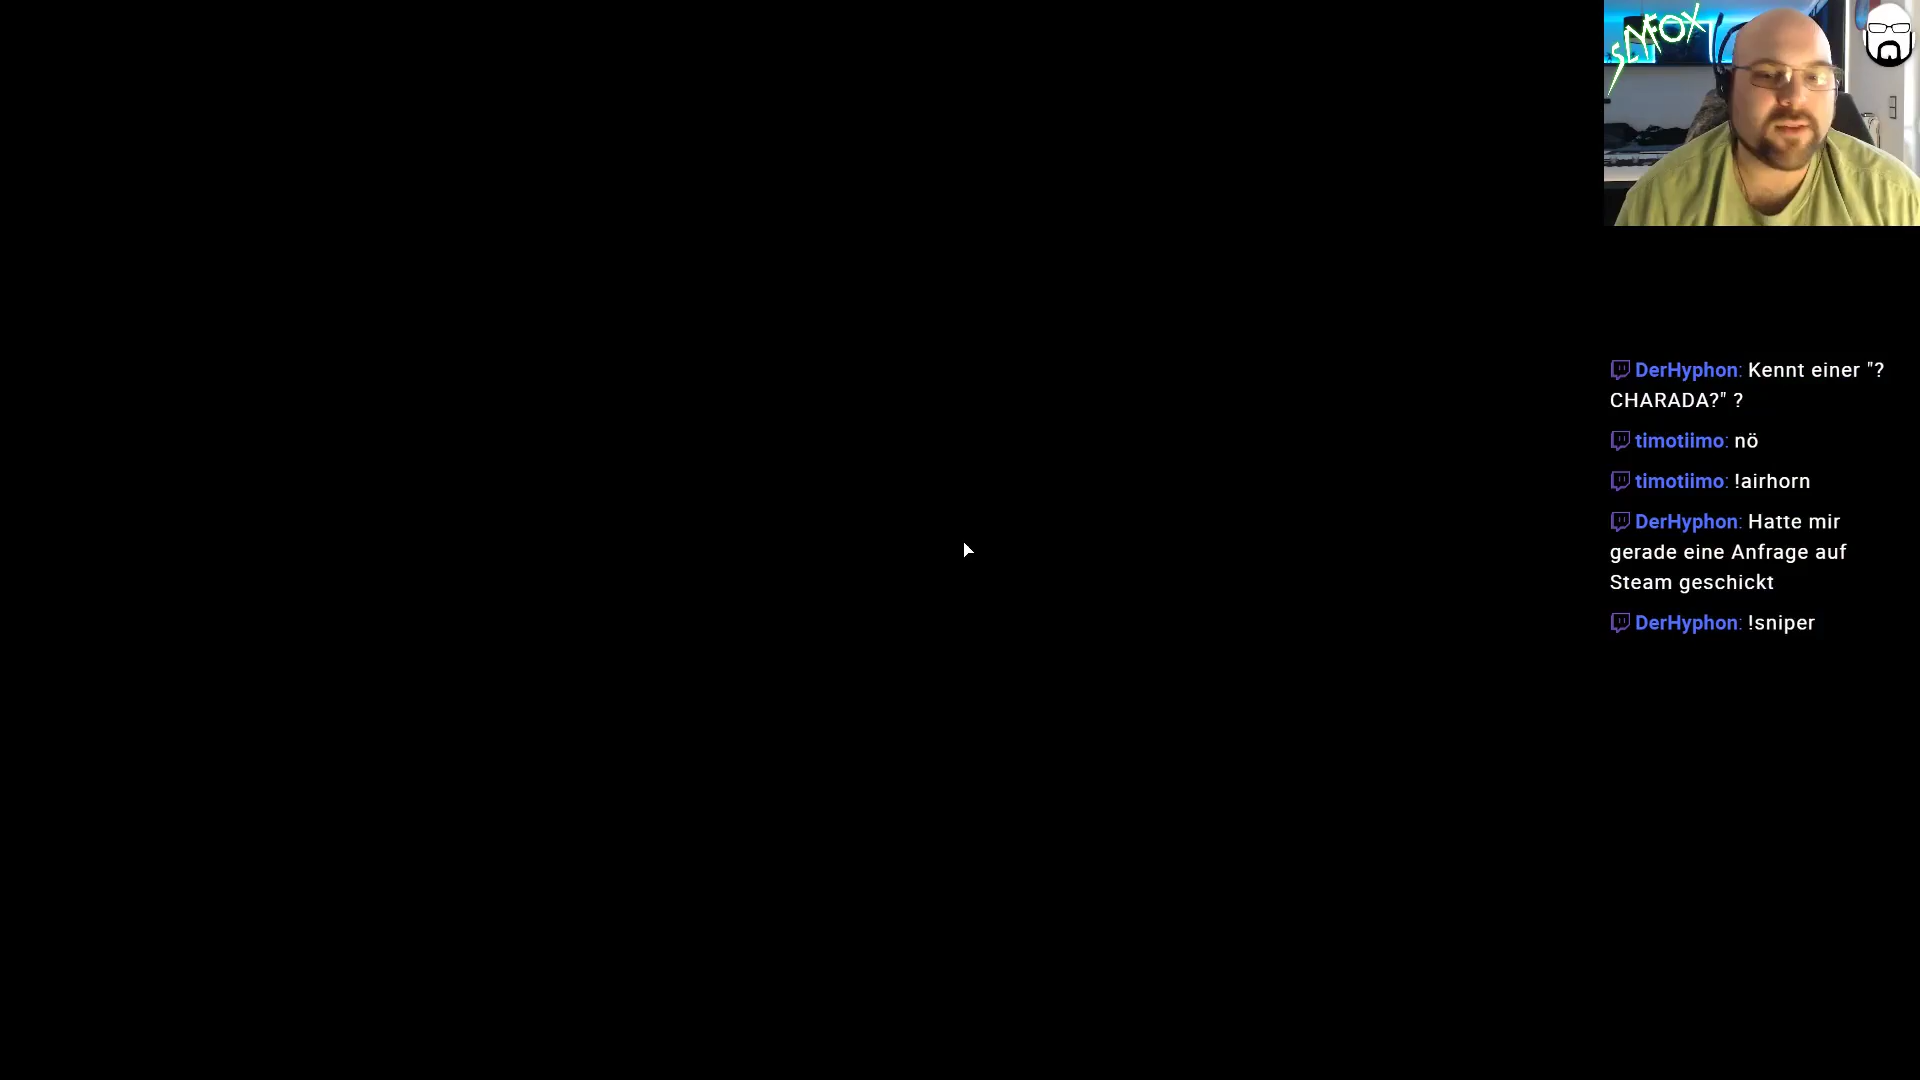 SLMFOX
DerHyphon: Kennt einer "?
CHARADA?" ?
timotiimo: nö
timotiimo: !airhorn
DerHyphon: Hatte mir
gerade eine Anfrage auf
Steam geschickt
DerHyphon: !sniper